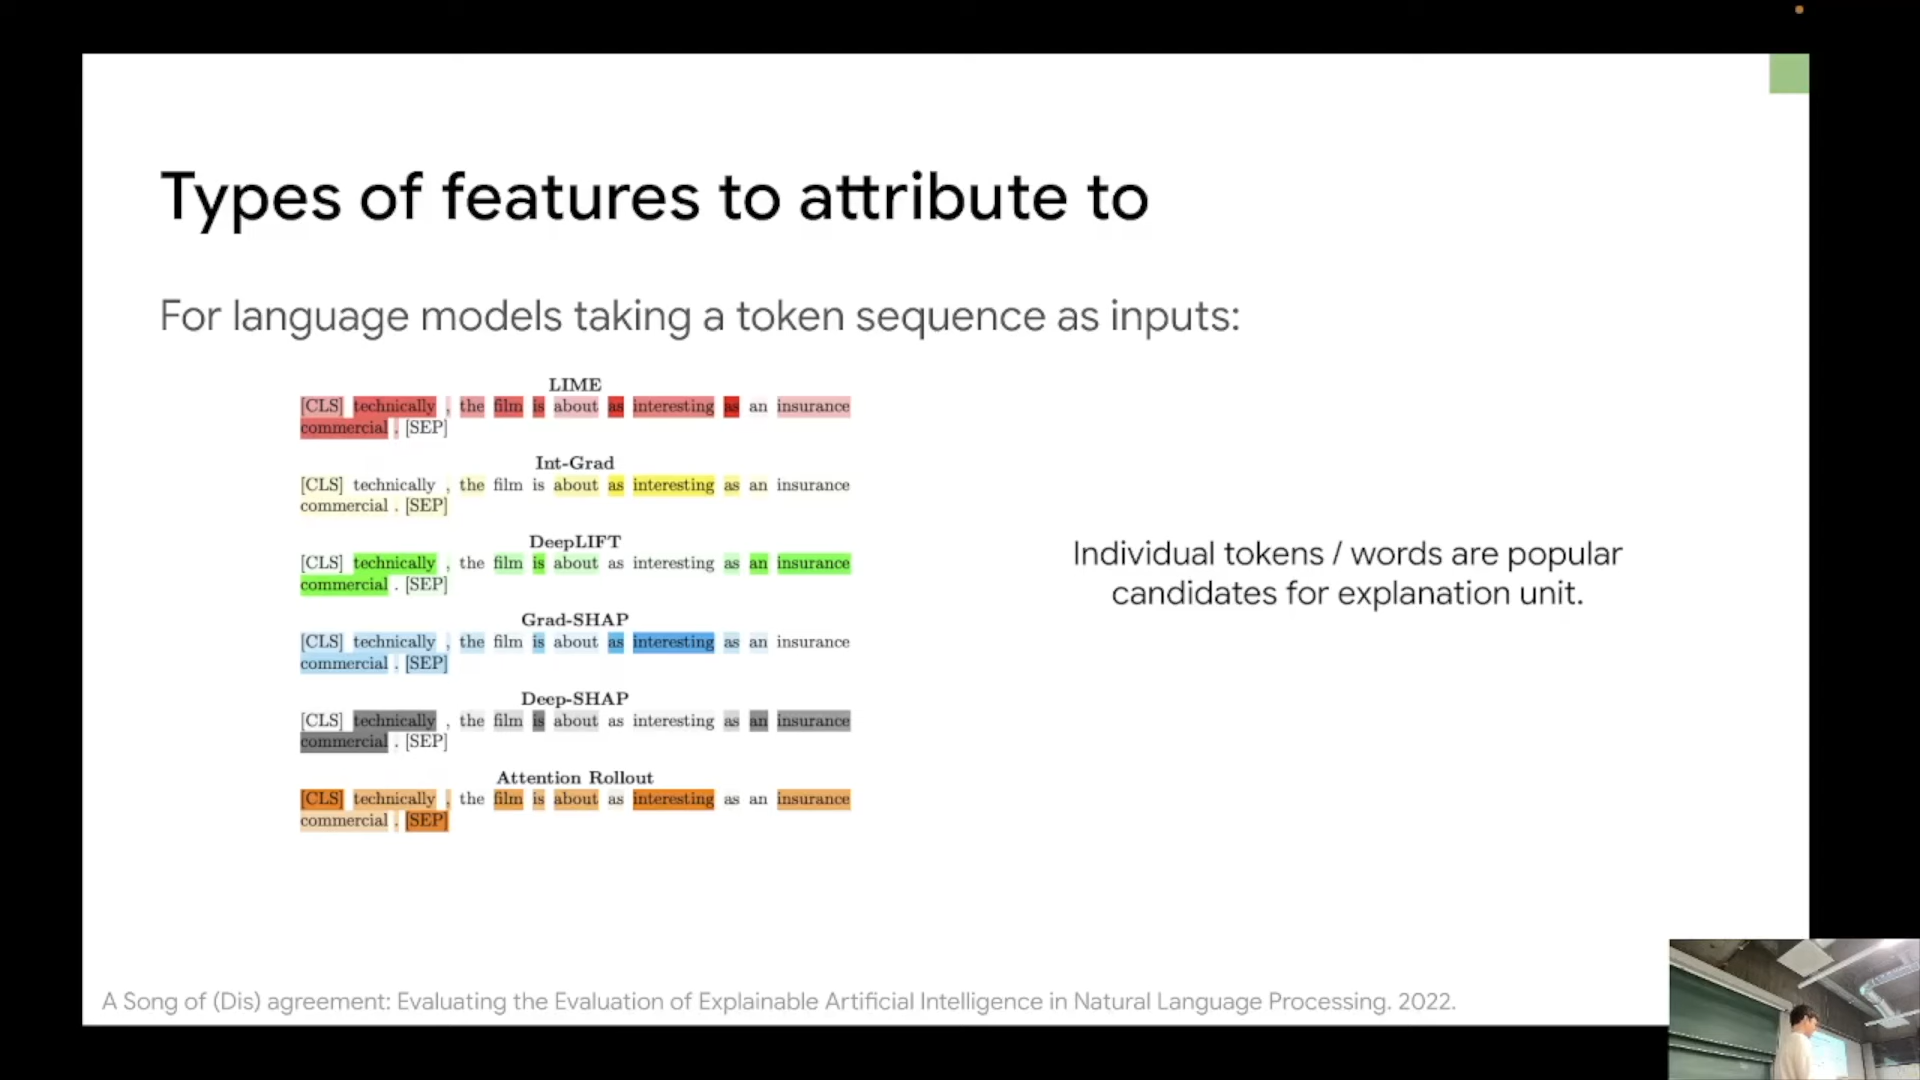 Types of features to attribute to
For language models taking a token sequence as inputs:
LIME
[CLS] technically , the film is about as interesting as an insurance
commercial . [SEP]
Int-Grad
[CLS] technically , the film is about as interesting as an insurance
commercial . [SEP]
DeepLIFT
[CLS] technically , the film is about as interesting as an insurance
commercial . [SEP]
Grad-SHAP
[CLS] technically , the film is about as interesting as an insurance
commercial . [SEP]
Deep-SHAP
[CLS] technically , the film is about as interesting as an insurance
commercial . [SEP]
Attention Rollout
[CLS] technically , the film is about as interesting as an insurance
commercial . [SEP]
Individual tokens / words are popular
candidates for explanation unit.
A Song of (Dis) agreement: Evaluating the Evaluation of Explainable Artificial Intelligence in Natural Language Processing. 2022.